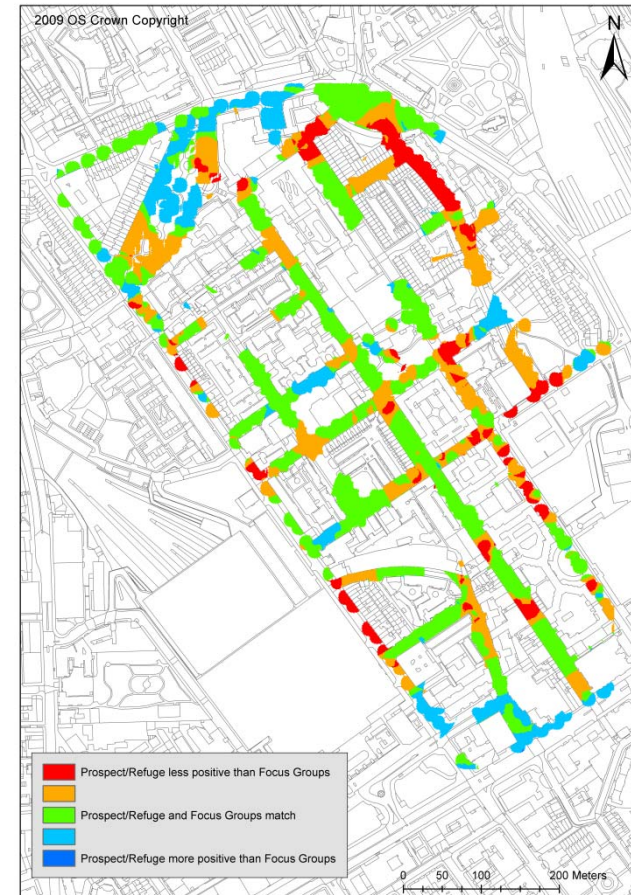 2009 OS Crown Copyright
N
Prospect/Refuge less positive than Focus Groups
Prospect/Refuge and Focus Groups match
Prospect/Refuge more positive than Focus Groups
0 50 100 200 Meters